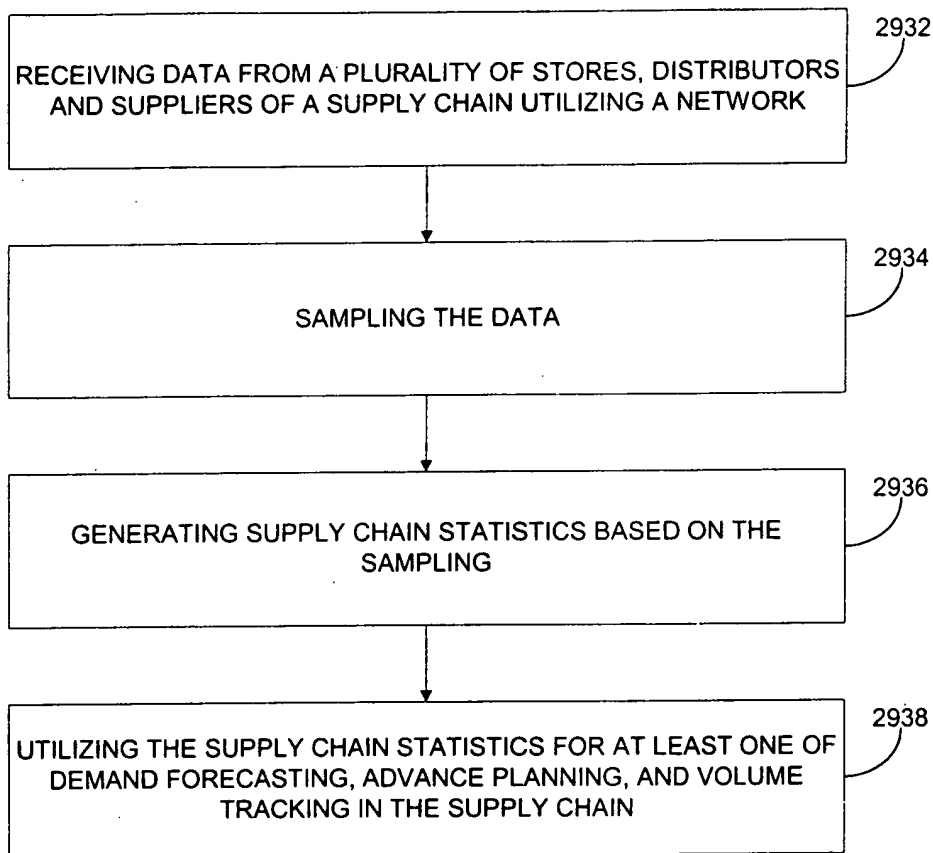 2932
RECEIVING DATA FROM A PLURALITY OF STORES, DISTRIBUTORS
AND SUPPLIERS OF A SUPPLY CHAIN UTILIZING A NETWORK
2934
SAMPLING THE DATA
2936
GENERATING SUPPLY CHAIN STATISTICS BASED ON THE
SAMPLING
2938
UTILIZING THE SUPPLY CHAIN STATISTICS FOR AT LEAST ONE OF
DEMAND FORECASTING, ADVANCE PLANNING, AND VOLUME
TRACKING IN THE SUPPLY CHAIN